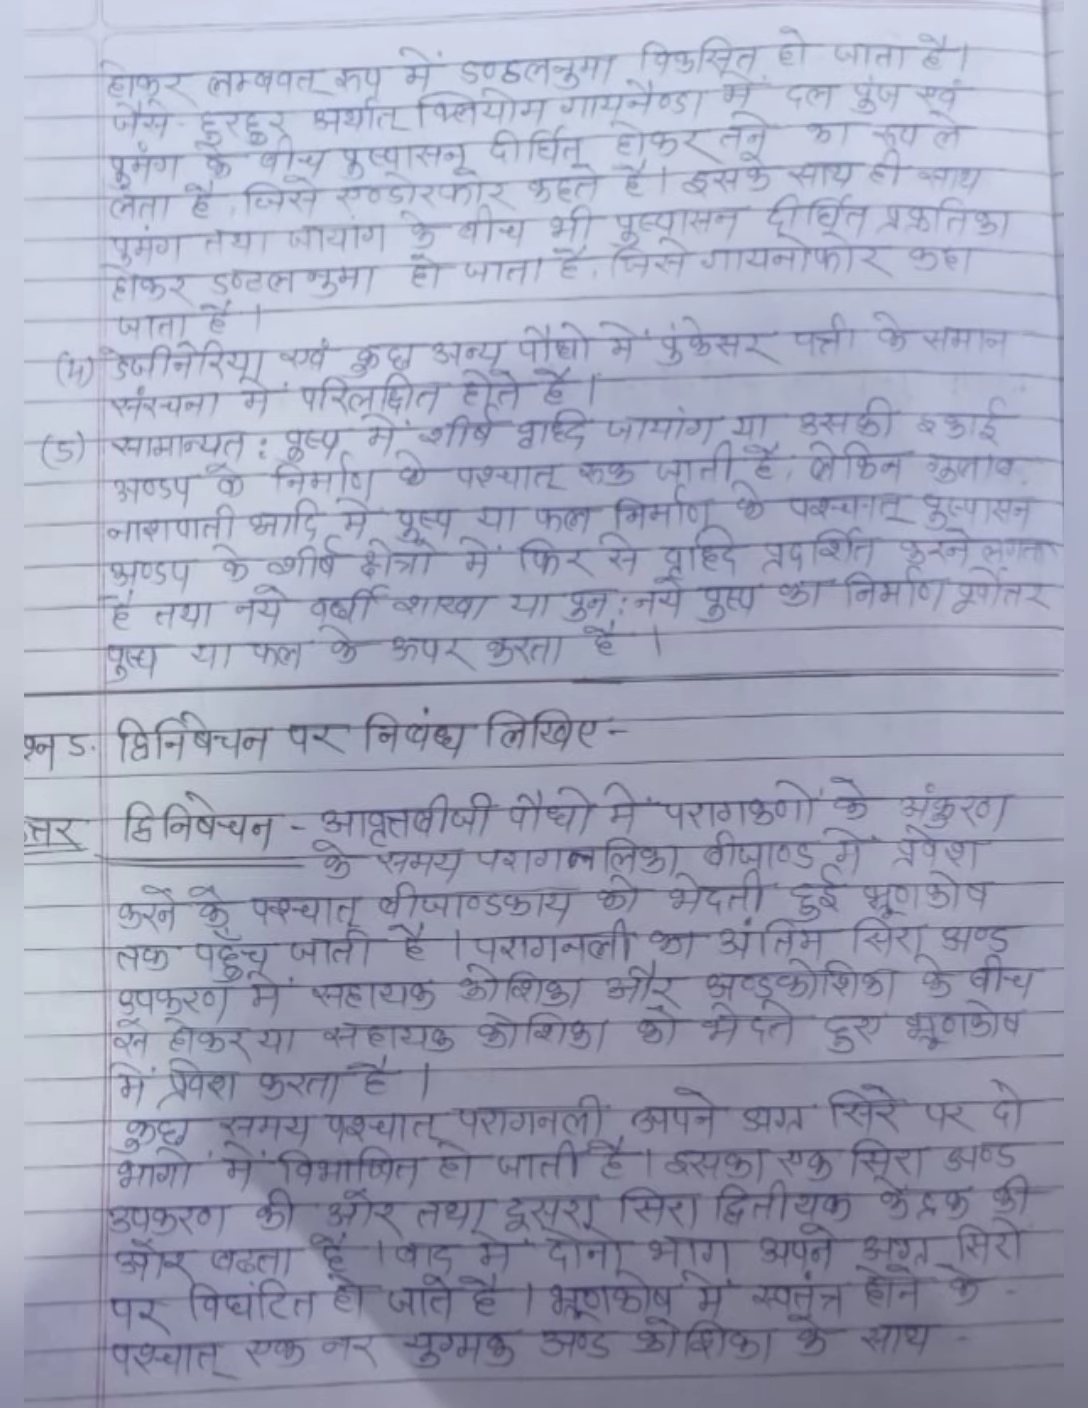 होकर लम्बवत् रूप में डण्ठलनुमा विकसित हो जाता है।
जैसे- हुरहुर अर्थात् क्लियोम गायनैण्ड्रा में दल पुंज एवं
पुमंग के बीच पुष्पासन दीर्घित होकर तने का रूप ले
लेता है, जिसे एण्ड्रोफोर कहते है। इसके साथ ही साथ
पुमंग तथा जायांग के बीच भी पुष्पासन दीर्घित प्रकृति का
होकर डण्ठल नुमा हो जाता है, जिसे गायनोफोर कहा
जाता है।
(4) डेजीनेरिया एवं कुछ अन्य पौधो में पुंकेसर पत्ती के समान
संरचना में परिलक्षित होते है।
(5) सामान्यत: पुष्प में शीर्ष वृद्धि जायांग या उसकी इकाई
अण्डप के निर्माण के पश्चात् रूक जाती है, लेकिन गुलाब,
नाशपाती आदि मे पुष्प या फल निर्माण के पश्चात् पुष्पासन
अण्डप के शीर्ष क्षेत्रो में फिर से वृद्धि प्रदर्शित करने लगता
है तथा नये वर्धी शाखा या पुन: नये पुष्प का निर्माण पूर्वोत्तर
पुष्प या फल के ऊपर करता है।
श्न 5. द्विनिषेचन पर निबंध लिखिए-
त्तर द्विनिषेचन - आवृत्तबीजी पौधो में परागकणों के अंकुरण
के समय परागनलिका बीजाण्ड में प्रवेश
करने के पश्चात् बीजाण्डकाय को भेदती हुई भ्रूणकोष
तक पहुँच जाती है। परागनली का अंतिम सिरा अण्ड
उपकरण में सहायक कोशिका और अण्डकोशिका के बीच
से होकर या सहायक कोशिका को भेदते हुए भ्रूणकोष
में प्रवेश करता है।
कुछ समय पश्चात् परागनली अपने अग्र सिरे पर दो
भागो में विभाजित हो जाती है। इसका एक सिरा अण्ड
उपकरण की ओर तथा दूसरा सिरा द्वितीयक केंद्रक की
ओर बढता है। बाद में दोनो भाग अपने अग्र सिरो
पर विघटित हो जाते है। भ्रूणकोष में स्वतंत्र होने के -
पश्चात् एक नर युग्मक अण्ड कोशिका के साथ -